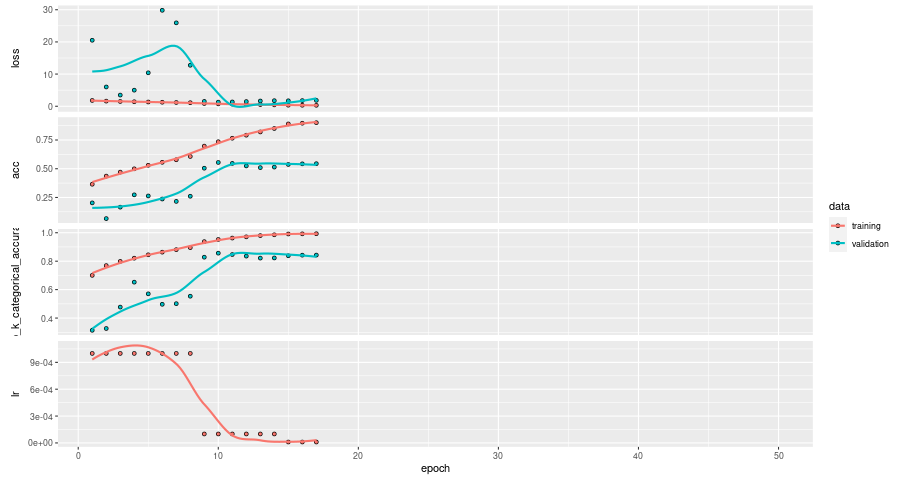 loss
30
20
10
0
acc
0.75
0.50
0.25
_k_categorical_accura
1.0
0.8
0.6
0.4
lr
9e-04
6e-04
3e-04
0e+00
0
10
20
30
40
50
epoch
data
training
validation